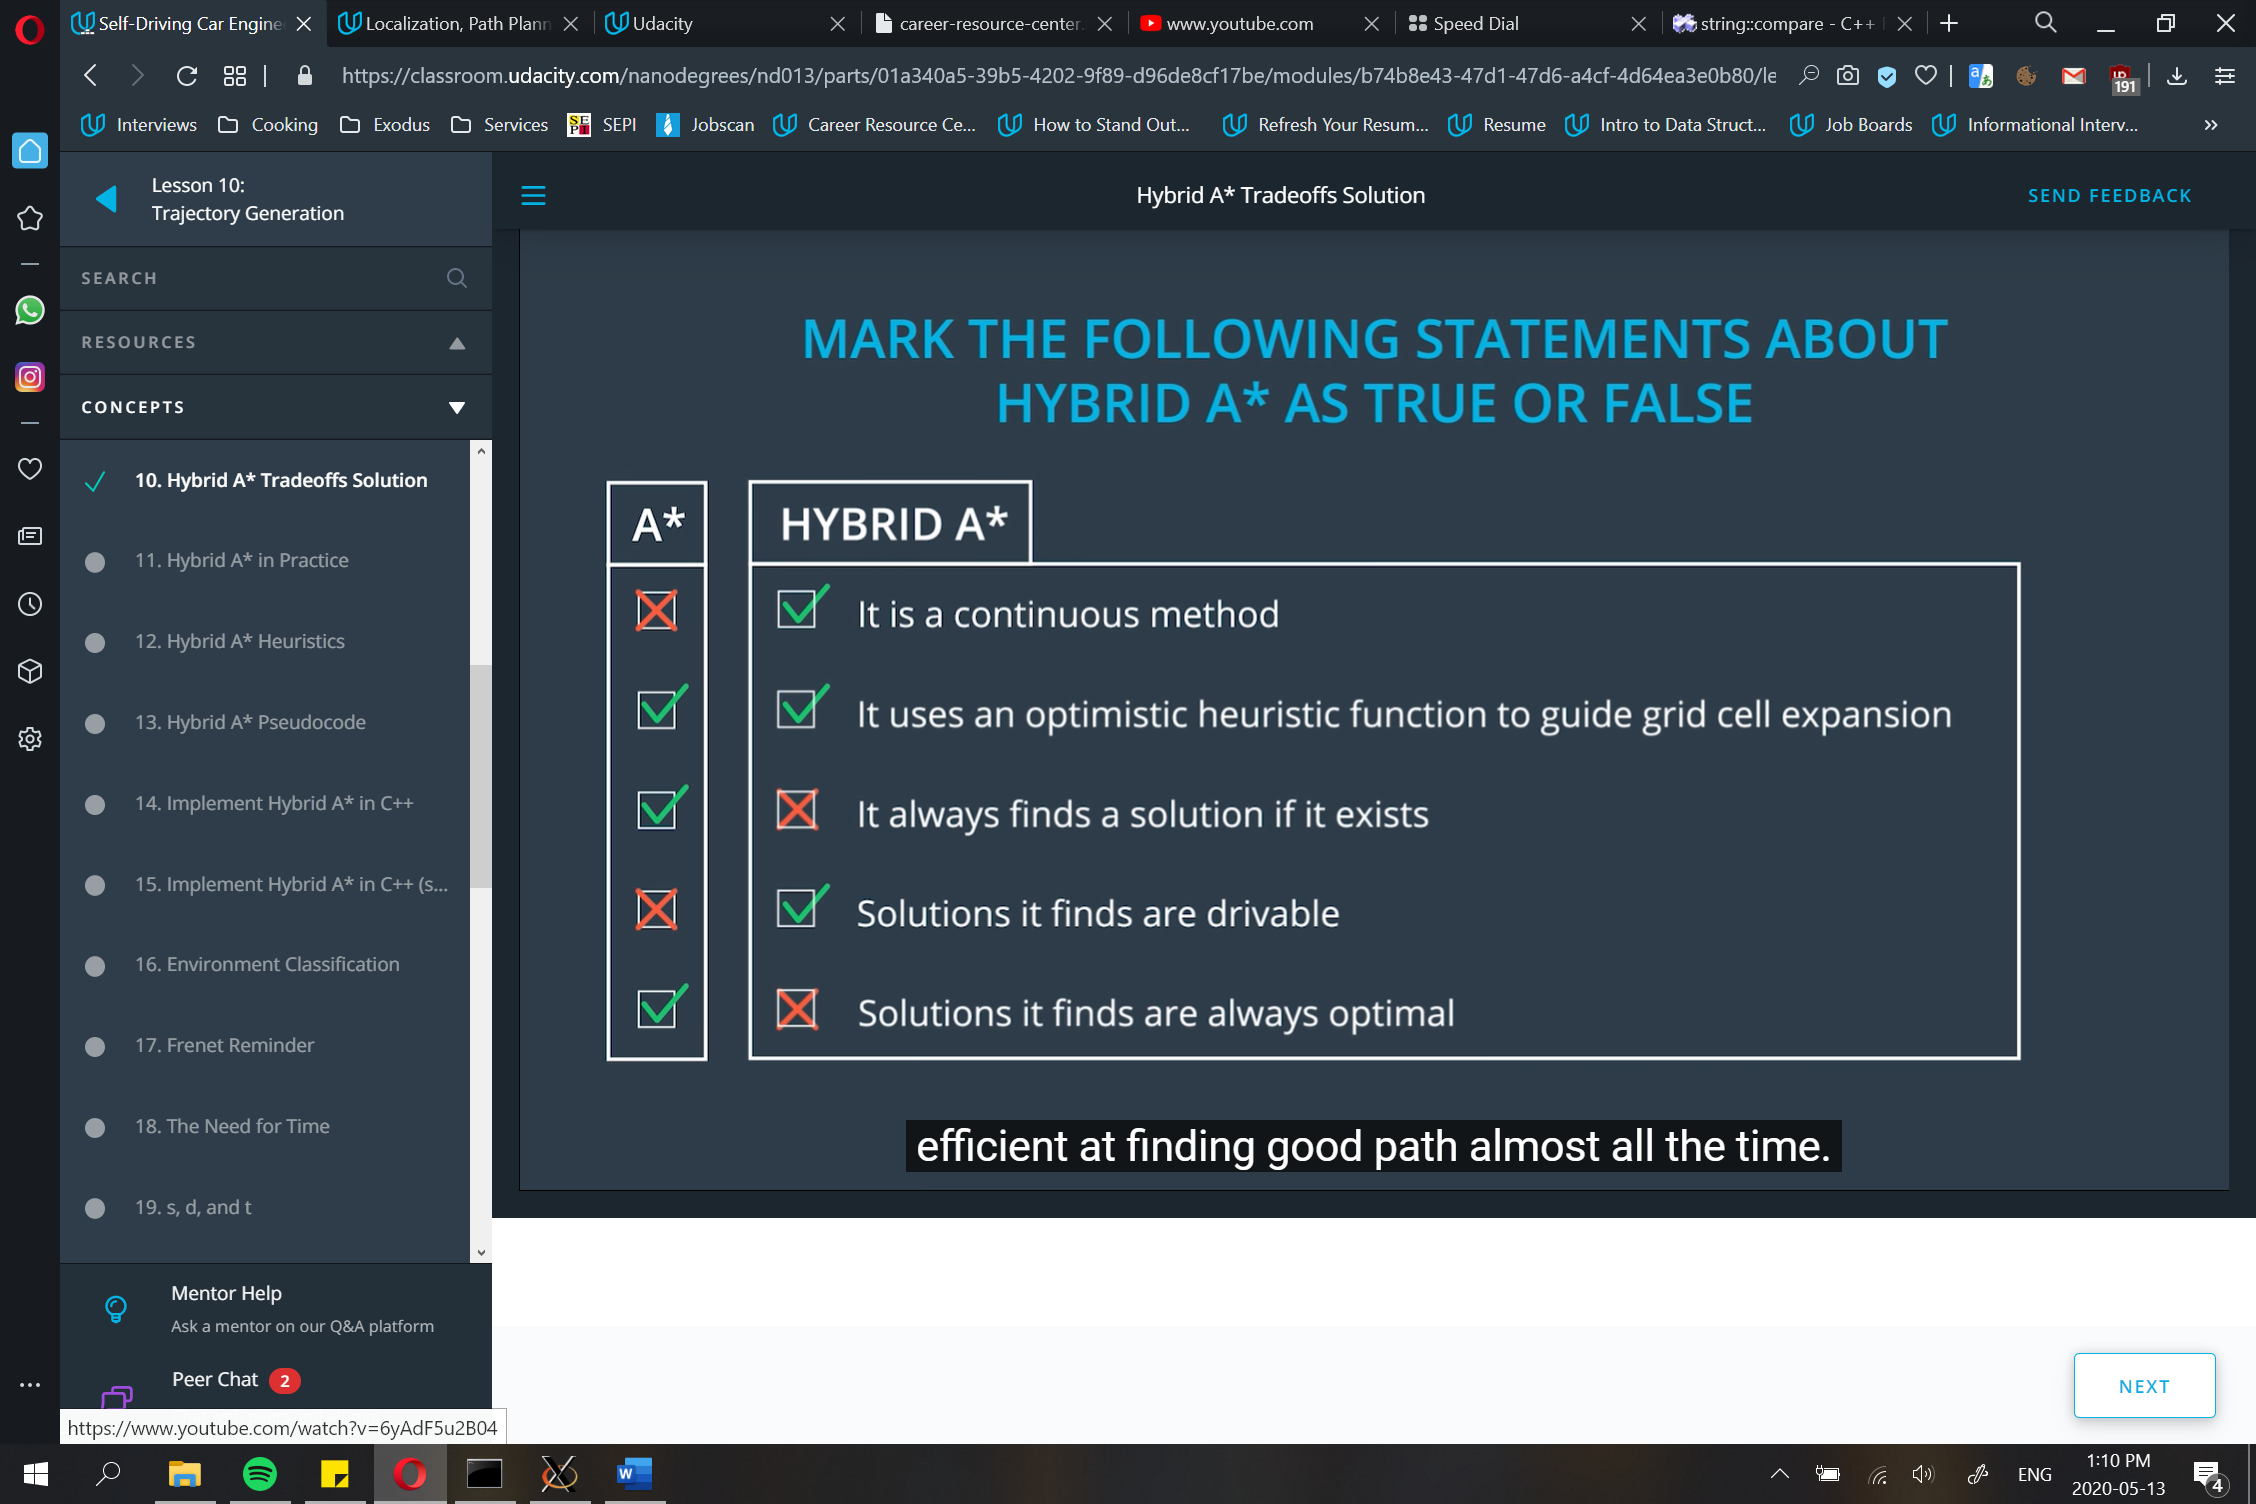 Self-Driving Car Engine
Localization, Path Plann
Udacity
career-resource-center.
www.youtube.com
Speed Dial
string::compare - C++
https://classroom.udacity.com/nanodegrees/nd013/parts/01a340a5-39b5-4202-9f89-d96de8cf17be/modules/b74b8e43-47d1-47d6-a4cf-4d64ea3e0b80/le
191
Interviews
Cooking
Exodus
Services
SEPI
Jobscan
Career Resource Ce...
How to Stand Out...
Refresh Your Resum...
Resume
Intro to Data Struct...
Job Boards
Informational Interv...
»
Lesson 10:
Trajectory Generation
Hybrid A* Tradeoffs Solution
SEND FEEDBACK
SEARCH
RESOURCES
CONCEPTS
10. Hybrid A* Tradeoffs Solution
11. Hybrid A* in Practice
12. Hybrid A* Heuristics
13. Hybrid A* Pseudocode
14. Implement Hybrid A* in C++
15. Implement Hybrid A* in C++ (s...
16. Environment Classification
17. Frenet Reminder
18. The Need for Time
19. s, d, and t
Mentor Help
Ask a mentor on our Q&A platform
Peer Chat 2
https://www.youtube.com/watch?v=6yAdF5u2B04
MARK THE FOLLOWING STATEMENTS ABOUT
HYBRID A* AS TRUE OR FALSE
A*
HYBRID A*
It is a continuous method
It uses an optimistic heuristic function to guide grid cell expansion
It always finds a solution if it exists
Solutions it finds are drivable
Solutions it finds are always optimal
efficient at finding good path almost all the time.
NEXT
ENG
1:10 PM
2020-05-13
4